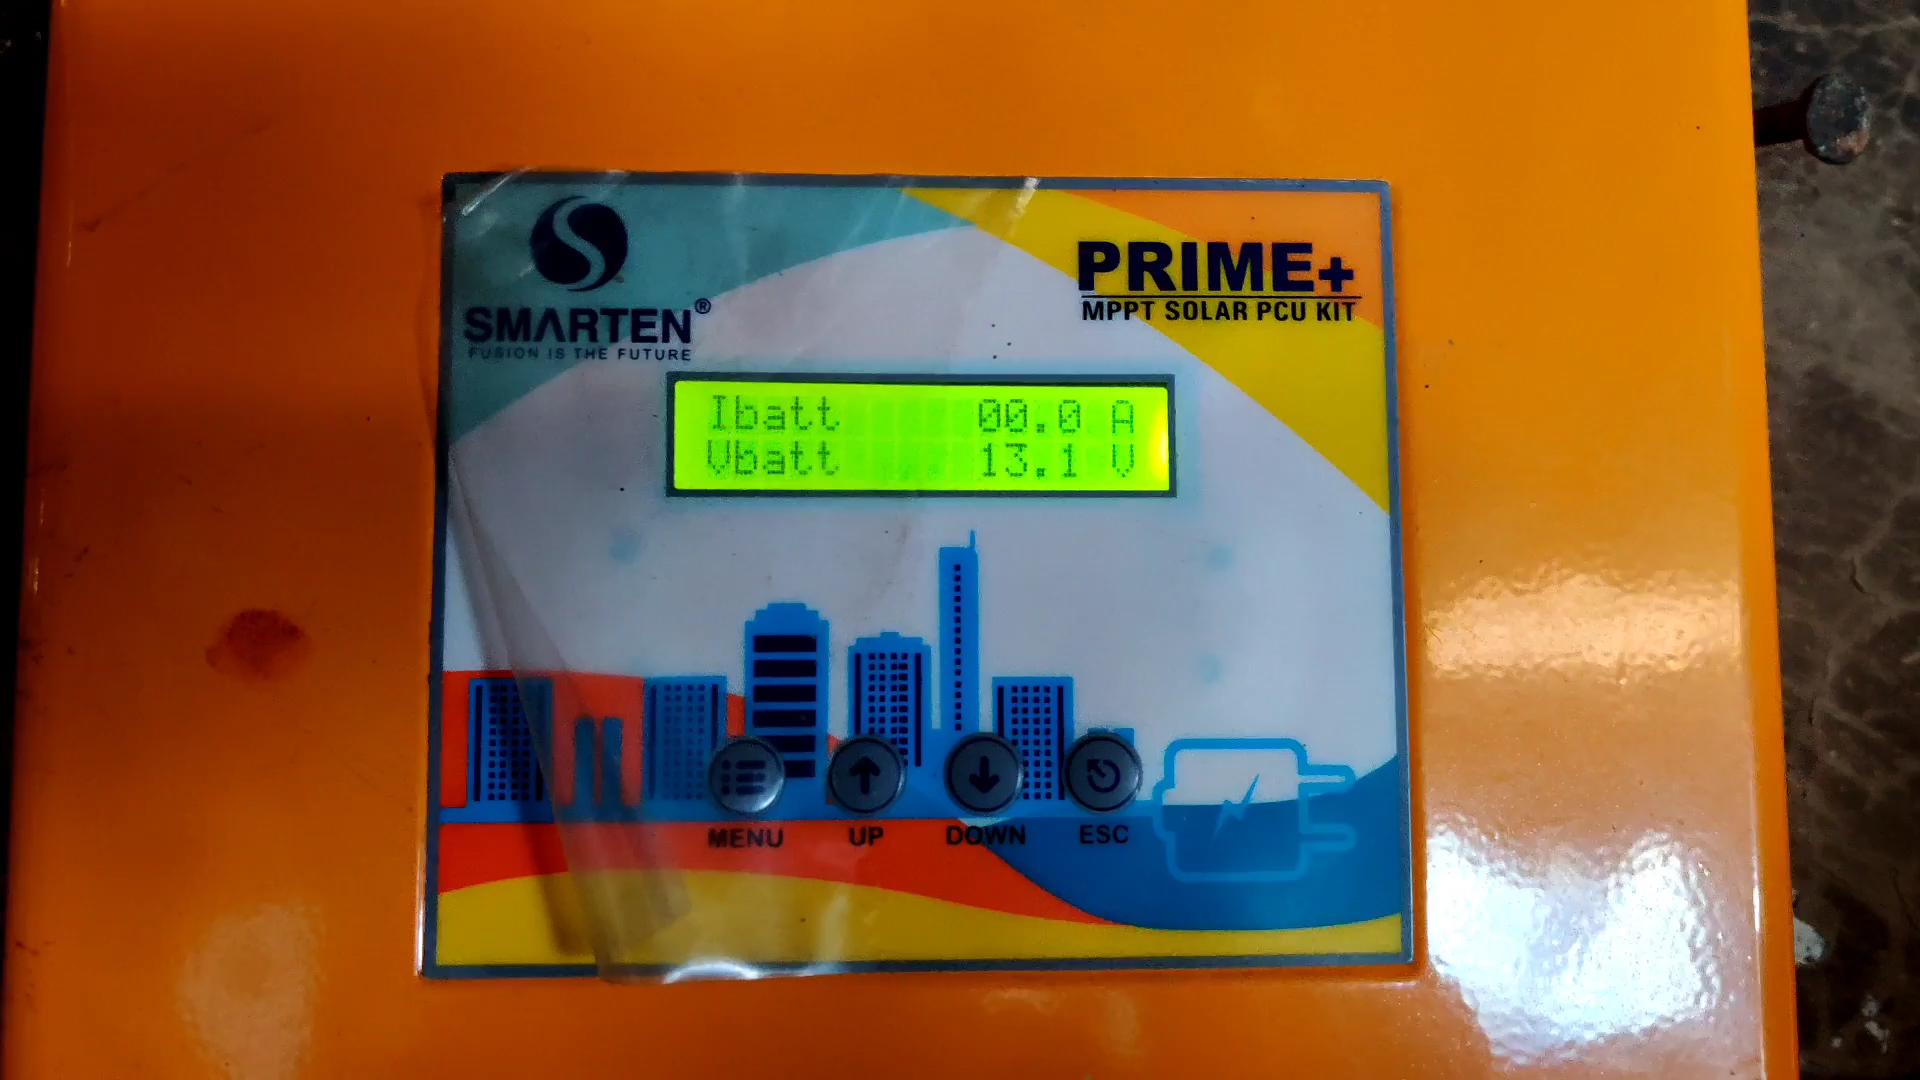 SMARTEN®
FUSION IS THE FUTURE
PRIME+
MPPT SOLAR PCU KIT
Ibatt 00.0 A
Vbatt 13.1 V
MENU UP DOWN ESC